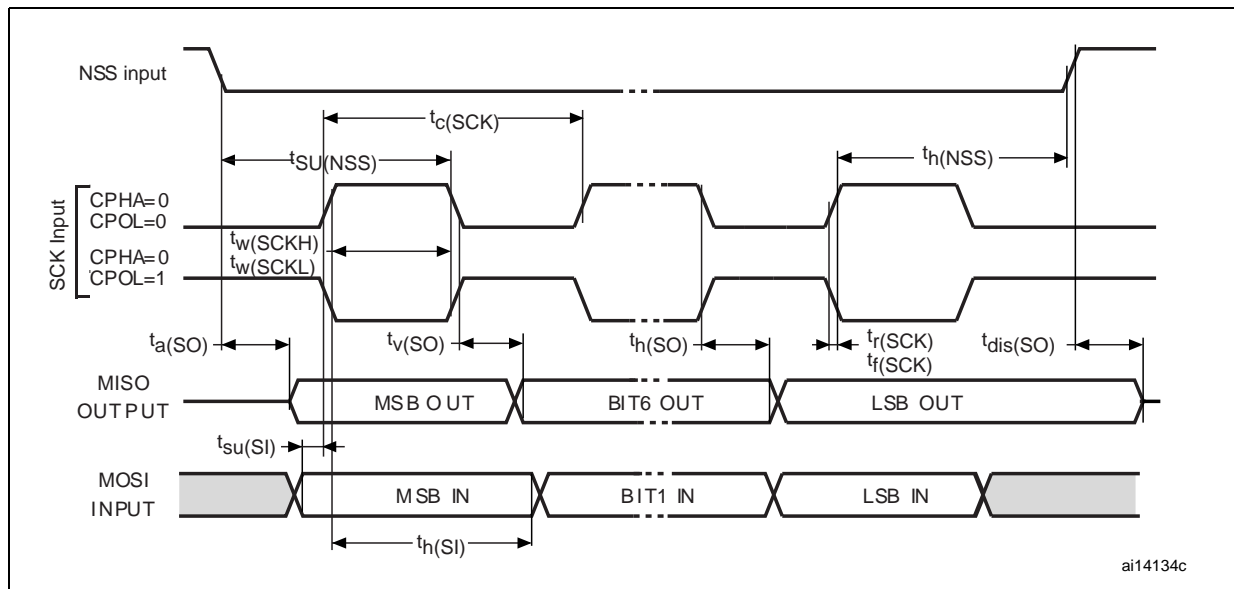 NSS input
tc(SCK)
tSU(NSS)
th(NSS)
SCK Input
CPHA=0
CPOL=0
tw(SCKH)
CPHA=0
tw(SCKL)
CPOL=1
ta(SO)
tv(SO)
th(SO)
tr(SCK)
tf(SCK)
tdis(SO)
MISO
OUTPUT
MSB OUT
BIT6 OUT
LSB OUT
tsu(SI)
MOSI
INPUT
MSB IN
BIT1 IN
LSB IN
th(SI)
ai14134c